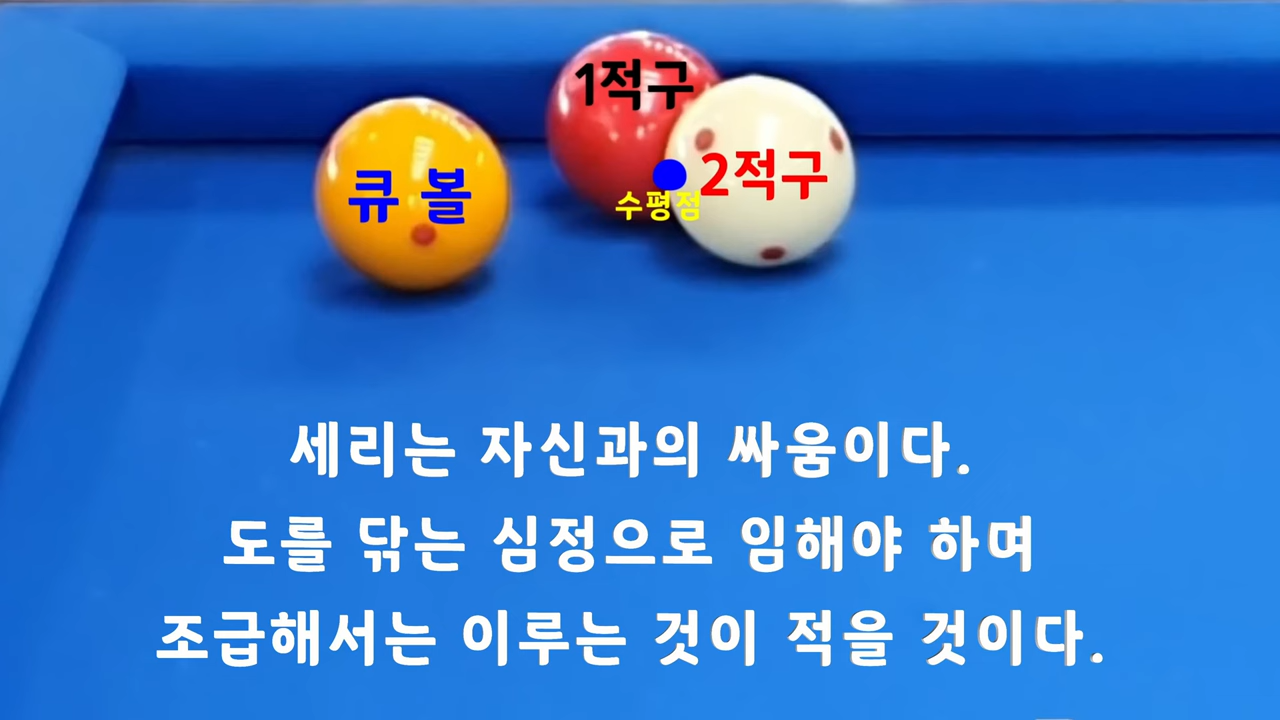 1적구
2적구
큐 볼
수평점
세리는 자신과의 싸움이다.
도를 닦는 심정으로 임해야 하며
조급해서는 이루는 것이 적을 것이다.